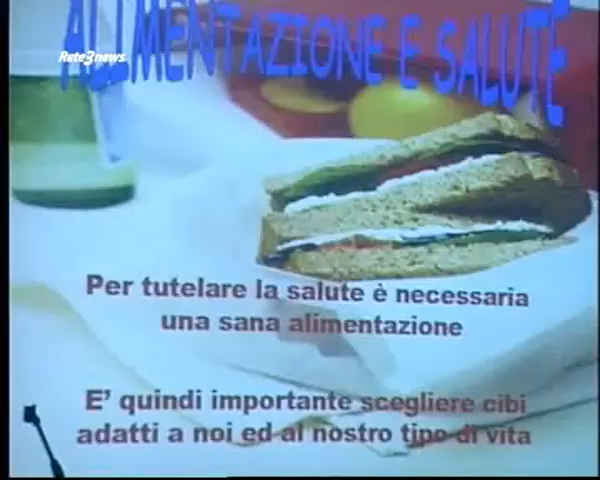 Rete3news
ALIMENTAZIONE E SALUTE
Per tutelare la salute è necessaria
una sana alimentazione
E' quindi importante scegliere cibi
adatti a noi ed al nostro tipo di vita